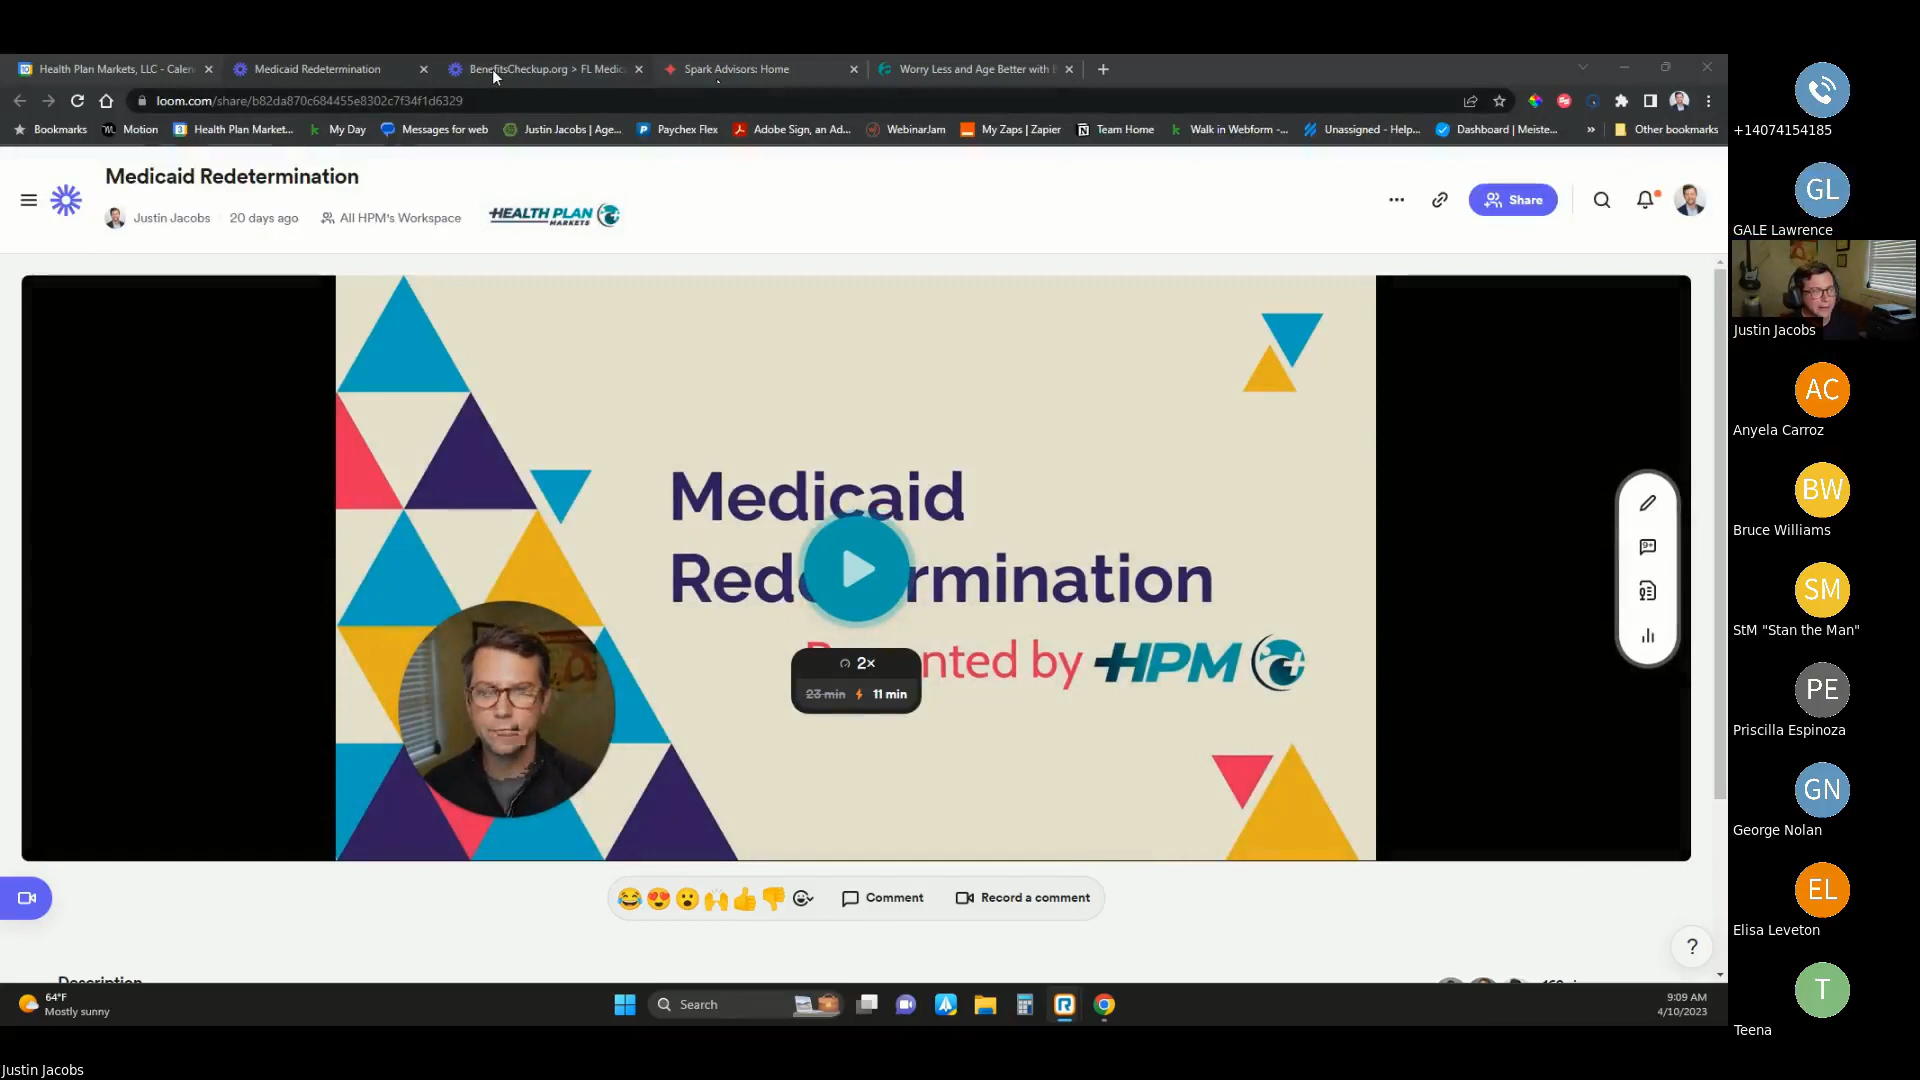 Health Plan Markets, LLC - Calen
Medicaid Redetermination
BenefitsCheckup.org > FL Medic
Spark Advisors: Home
Worry Less and Age Better with B
loom.com/share/b82da870c684455e8302c7f34f1d6329
Bookmarks
Motion
Health Plan Market...
My Day
Messages for web
Justin Jacobs | Age...
Paychex Flex
Adobe Sign, an Ad...
WebinarJam
My Zaps | Zapier
Team Home
Walk in Webform -...
Unassigned - Help...
Dashboard | Meiste...
»
Other bookmarks
Medicaid Redetermination
Justin Jacobs
20 days ago
All HPM's Workspace
HEALTH PLAN
MARKETS
Share
Medicaid
Red rmination
nted by HPM
2×
23 min 11 min
9+
Comment
Record a comment
?
Description
64°F
Mostly sunny
Search
9:09 AM
4/10/2023
+14074154185
GL
GALE Lawrence
Justin Jacobs
AC
Anyela Carroz
BW
Bruce Williams
SM
StM "Stan the Man"
PE
Priscilla Espinoza
GN
George Nolan
EL
Elisa Leveton
T
Teena
Justin Jacobs